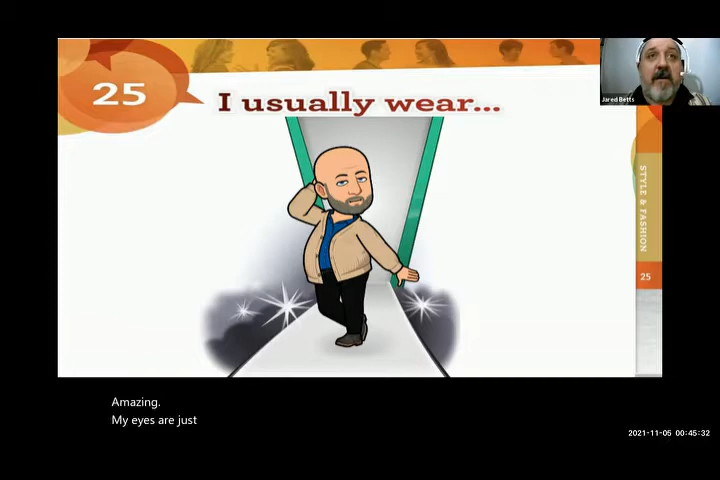 25
I usually wear...
Jared Betts
STYLE & FASHION
25
Amazing.
My eyes are just
2021-11-05 00:45:32